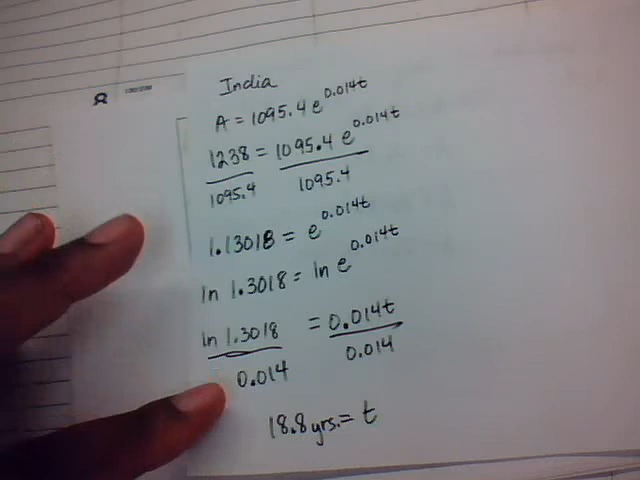 India
A = 1095.4 e^0.014t
1238 = 1095.4 e^0.014t
1095.4 1095.4
1.13018 = e^0.014t
ln 1.3018 = ln e^0.014t
ln 1.3018 = 0.014t
0.014 0.014
18.8 yrs. = t